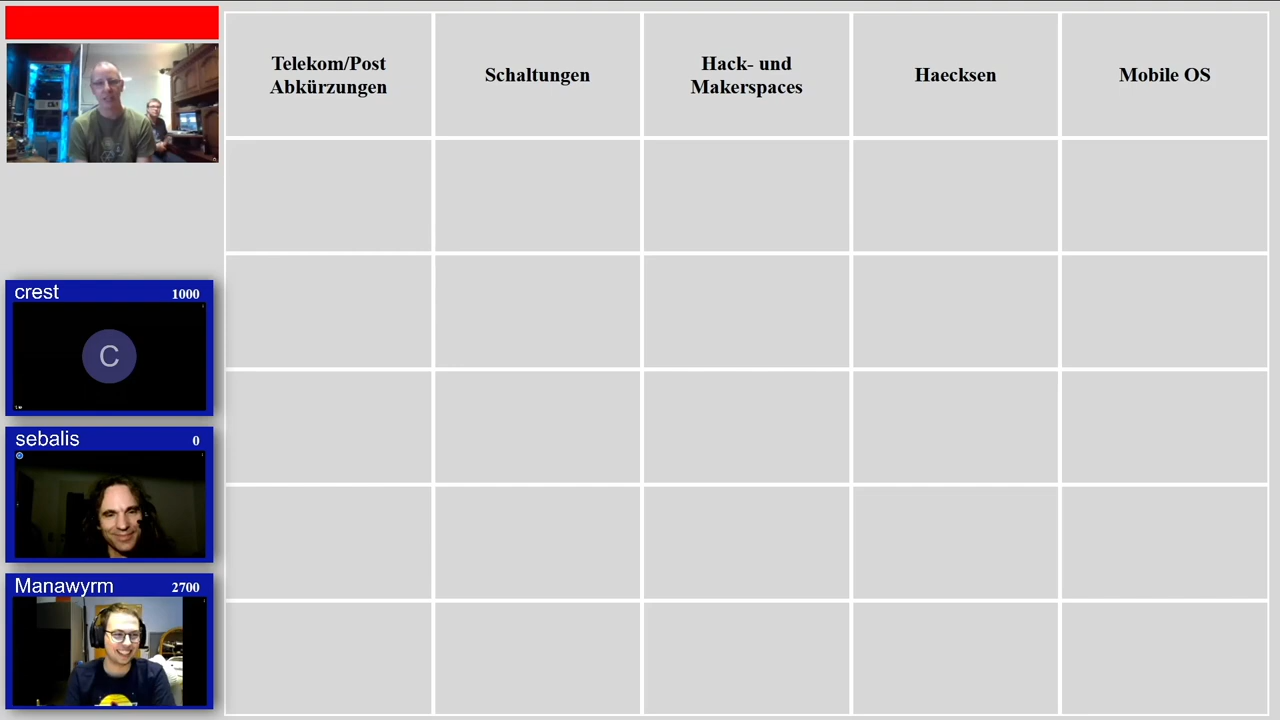 Telekom/Post
Abkürzungen
Schaltungen
Hack- und
Makerspaces
Haecksen
Mobile OS
crest
1000
C
sebalis
0
Manawyrm
2700